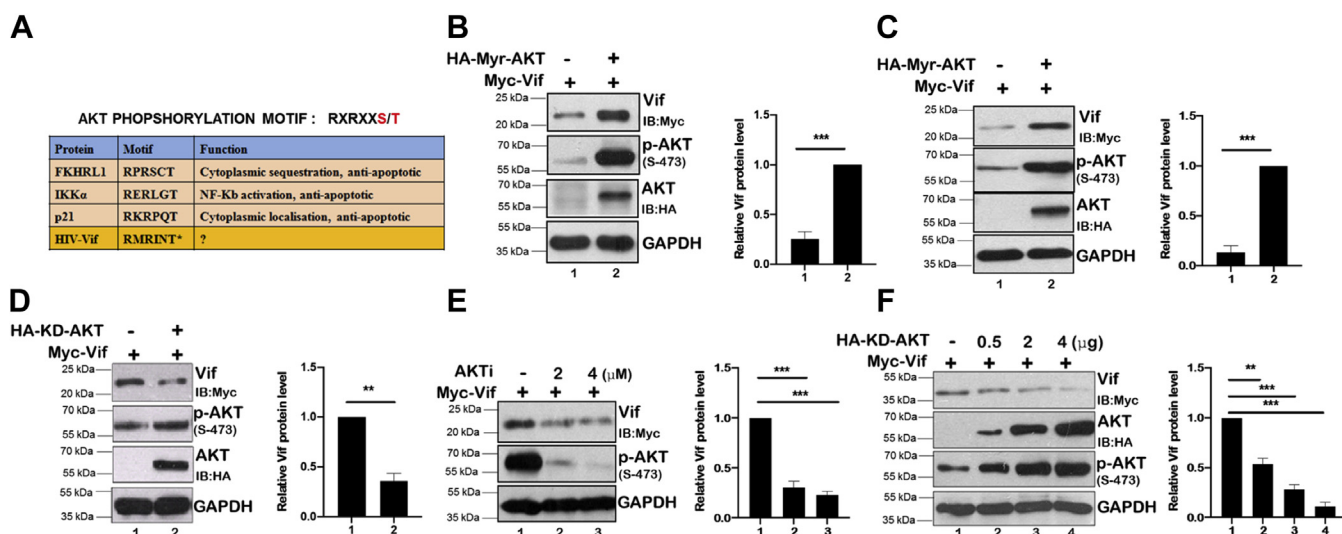 A
AKT PHOPSHORYLATION MOTIF : RXRXXS/T
Protein Motif Function
FKHRL1 RPRSCT Cytoplasmic sequestration, anti-apoptotic
IKKα RERLGT NF-Kb activation, anti-apoptotic
p21 RKRPQT Cytoplasmic localisation, anti-apoptotic
HIV-Vif RMRINT* ?
B
HA-Myr-AKT - +
Myc-Vif + +
25 kDa
20 kDa
Vif
IB:Myc
70 kDa
55 kDa
p-AKT
(S-473)
70 kDa
55 kDa
AKT
IB:HA
55 kDa
35 kDa
GAPDH
1 2
Relative Vif protein level
1.5
1.0
0.5
0.0
***
1 2
C
HA-Myr-AKT - +
Myc-Vif + +
25 kDa
20 kDa
Vif
IB:Myc
70 kDa
55 kDa
p-AKT
(S-473)
70 kDa
55 kDa
AKT
IB:HA
55 kDa
35 kDa
GAPDH
1 2
Relative Vif protein level
1.5
1.0
0.5
0.0
***
1 2
D
HA-KD-AKT - +
Myc-Vif + +
25 kDa
20 kDa
Vif
IB:Myc
70 kDa
55 kDa
p-AKT
(S-473)
70 kDa
55 kDa
AKT
IB:HA
55 kDa
35 kDa
GAPDH
1 2
Relative Vif protein level
1.5
1.0
0.5
0.0
**
1 2
E
AKTi - 2 4 (μM)
Myc-Vif + + +
25 kDa
20 kDa
Vif
IB:Myc
70 kDa
55 kDa
p-AKT
(S-473)
55 kDa
35 kDa
GAPDH
1 2 3
Relative Vif protein level
1.5
1.0
0.5
0.0
***
***
1 2 3
F
HA-KD-AKT - 0.5 2 4 (μg)
Myc-Vif + + + +
55 kDa
35 kDa
Vif
IB:Myc
70 kDa
55 kDa
AKT
IB:HA
70 kDa
55 kDa
p-AKT
(S-473)
55 kDa
35 kDa
GAPDH
1 2 3 4
Relative Vif protein level
1.5
1.0
0.5
0.0
**
***
***
1 2 3 4